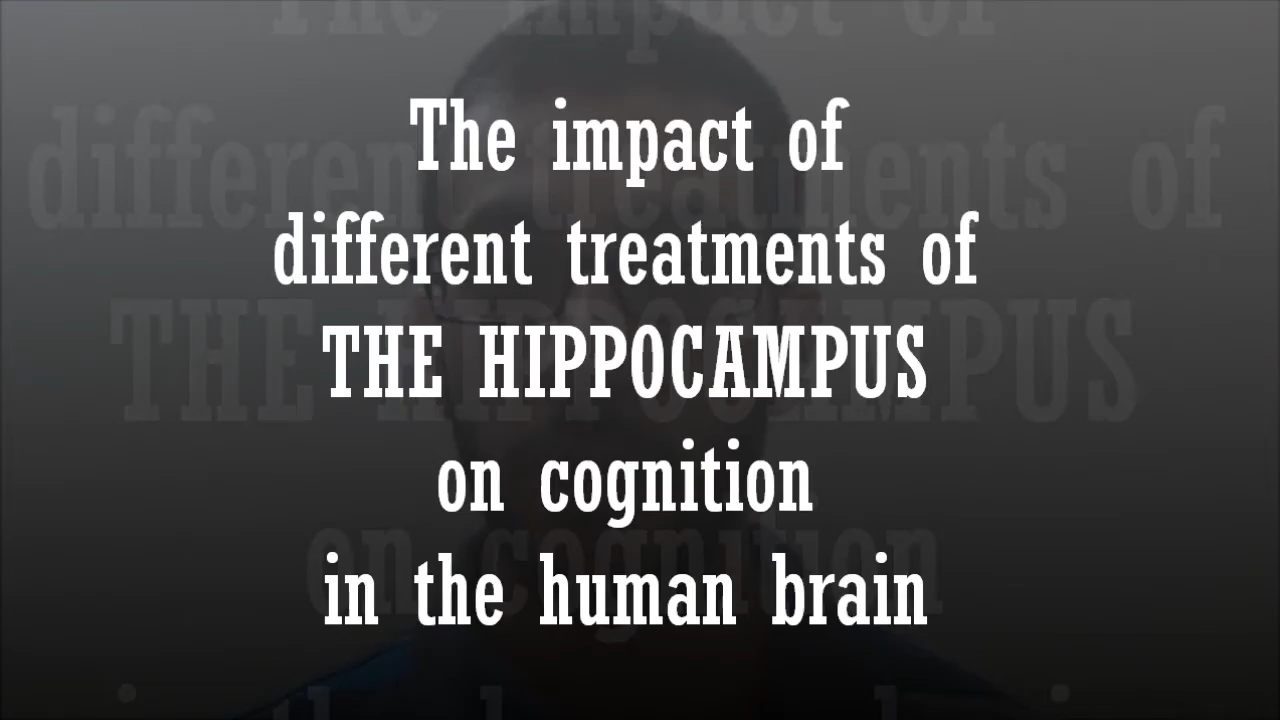 The impact of
different treatments of
THE HIPPOCAMPUS
on cognition
in the human brain